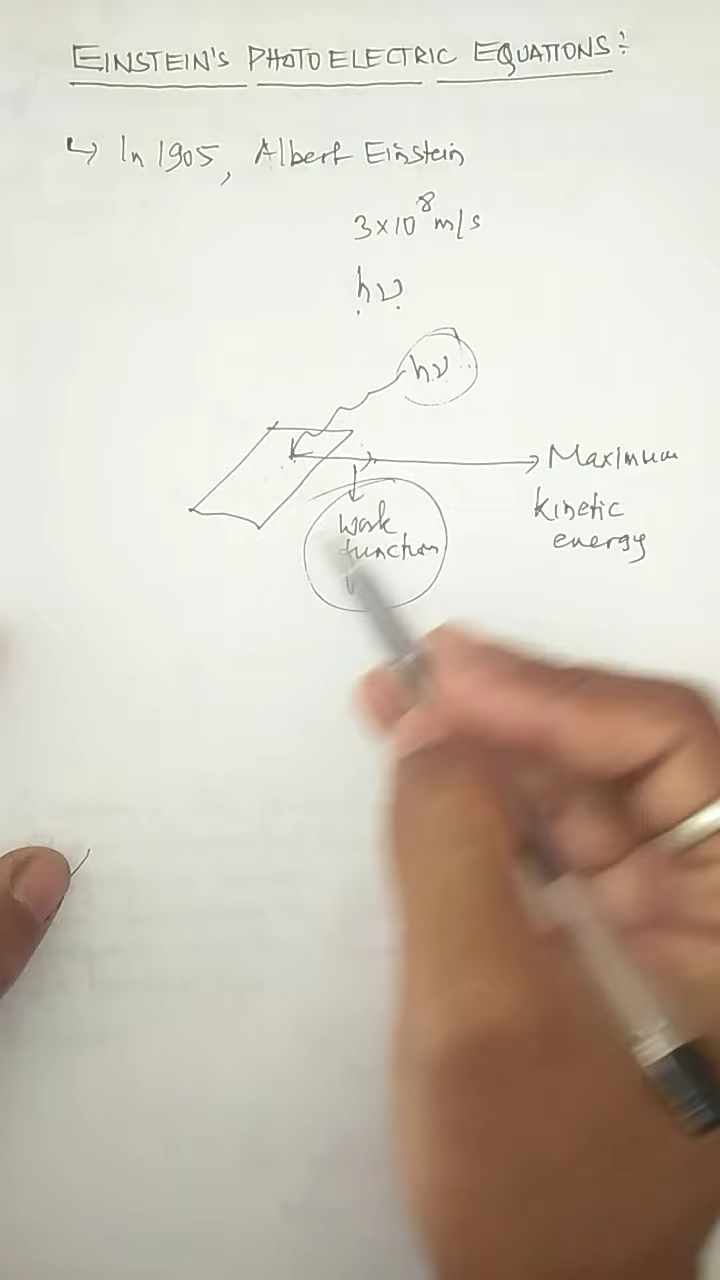 EINSTEIN'S PHOTOELECTRIC EQUATIONS:
↳ In 1905, Albert Einstein
3×10⁸ m/s
hν
hν
Maximum
kinetic
energy
work
function